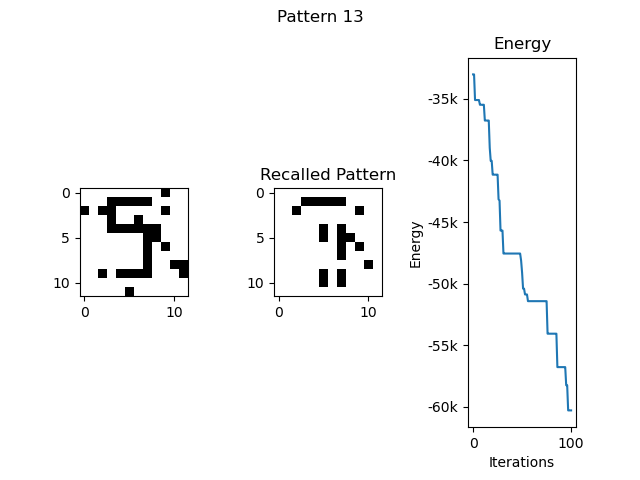 Pattern 13
Energy
Recalled Pattern
-35k
-40k
-45k
-50k
-55k
-60k
Energy
0
5
10
0
10
0
5
10
0
10
0
100
Iterations